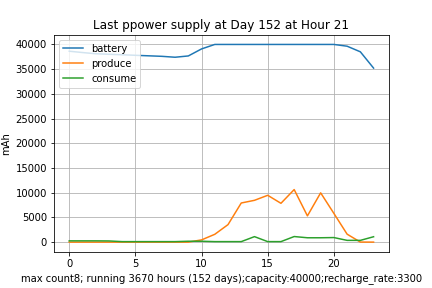 Last ppower supply at Day 152 at Hour 21
40000
35000
30000
25000
20000
15000
10000
5000
0
mAh
battery
produce
consume
0 5 10 15 20
max count8; running 3670 hours (152 days);capacity:40000;recharge_rate:3300